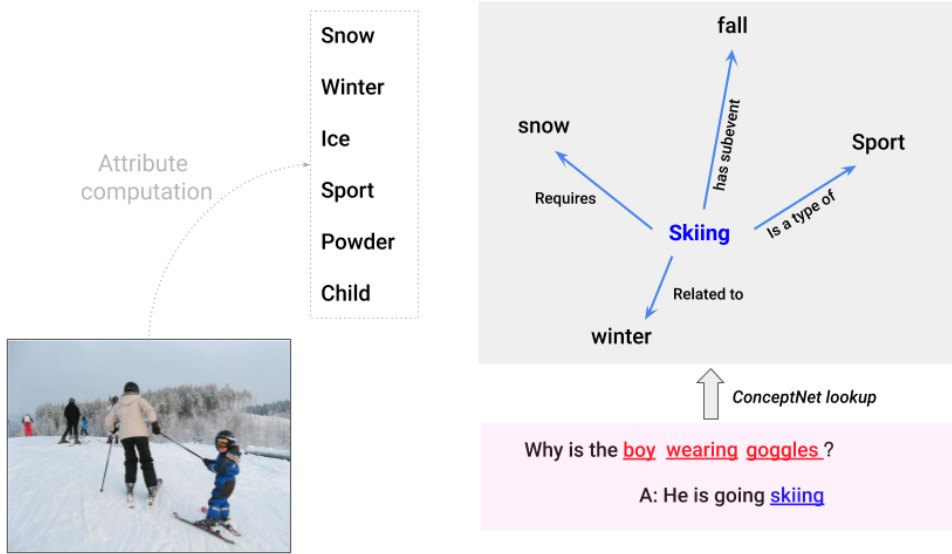 Snow
Winter
Ice
Sport
Powder
Child
Attribute
computation
fall
snow
has subevent
Sport
Requires
Is a type of
Skiing
Related to
winter
ConceptNet lookup
Why is the boy wearing goggles ?
A: He is going skiing